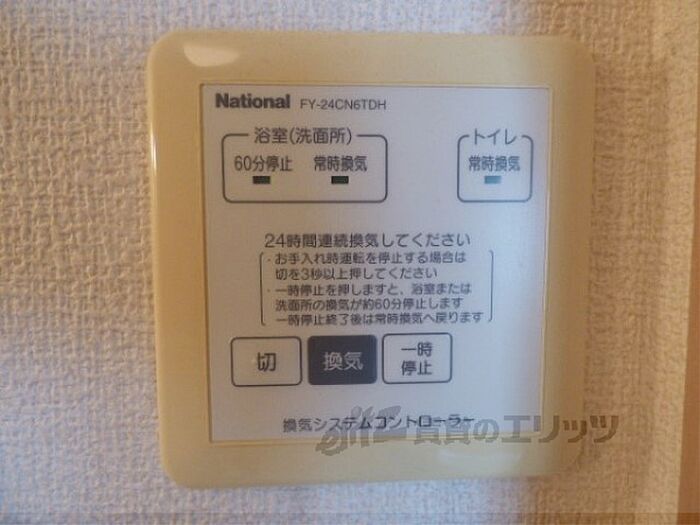 National FY-24CN6TDH
浴室(洗面所)
トイレ
60分停止 常時換気
常時換気
24時間連続換気してください
・お手入れ時運転を停止する場合は
切を3秒以上押してください
・一時停止を押しますと、浴室または
洗面所の換気が約60分停止します
一時停止終了後は常時換気へ戻ります
切
換気
一時
停止
換気システムコントローラー
賃貸のエリッツ